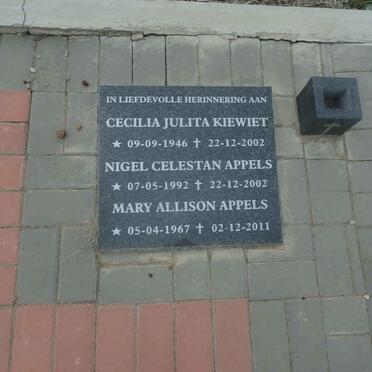 IN LIEFDEVOLLE HERINNERING AAN
CECILIA JULITA KIEWIET
★ 09-09-1946 ✝ 22-12-2002
NIGEL CELESTAN APPELS
★ 07-05-1992 ✝ 22-12-2002
MARY ALLISON APPELS
★ 05-04-1967 ✝ 02-12-2011